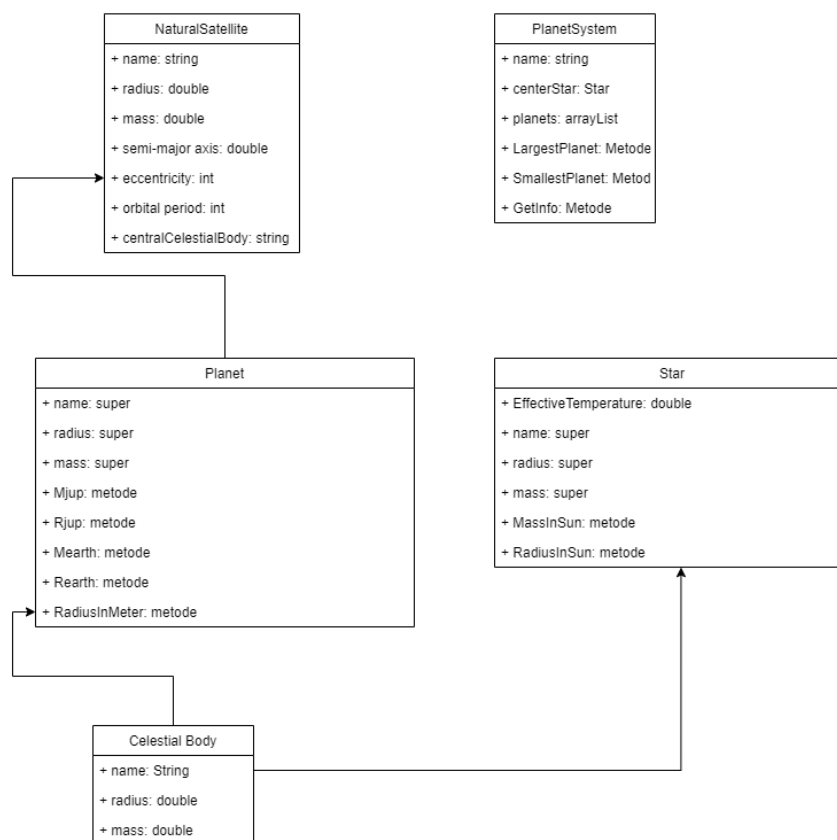 NaturalSatellite
+ name: string
+ radius: double
+ mass: double
+ semi-major axis: double
+ eccentricity: int
+ orbital period: int
+ centralCelestialBody: string
PlanetSystem
+ name: string
+ centerStar: Star
+ planets: arrayList
+ LargestPlanet: Metode
+ SmallestPlanet: Metod
+ GetInfo: Metode
Planet
+ name: super
+ radius: super
+ mass: super
+ Mjup: metode
+ Rjup: metode
+ Mearth: metode
+ Rearth: metode
+ RadiusInMeter: metode
Star
+ EffectiveTemperature: double
+ name: super
+ radius: super
+ mass: super
+ MassInSun: metode
+ RadiusInSun: metode
Celestial Body
+ name: String
+ radius: double
+ mass: double